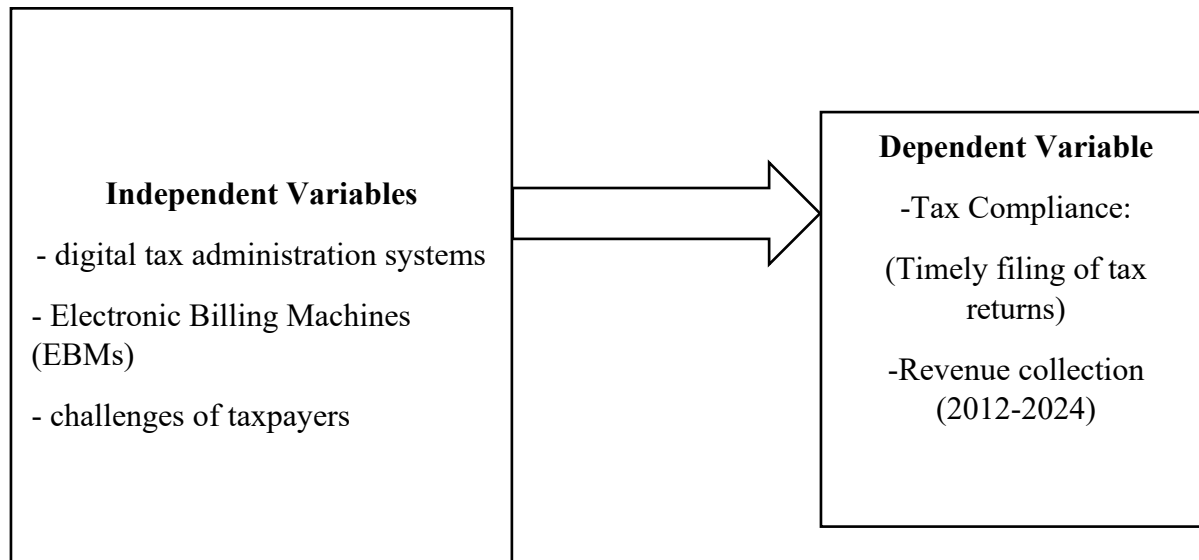 Independent Variables
- digital tax administration systems
- Electronic Billing Machines
(EBMs)
- challenges of taxpayers
Dependent Variable
-Tax Compliance:
(Timely filing of tax
returns)
-Revenue collection
(2012-2024)